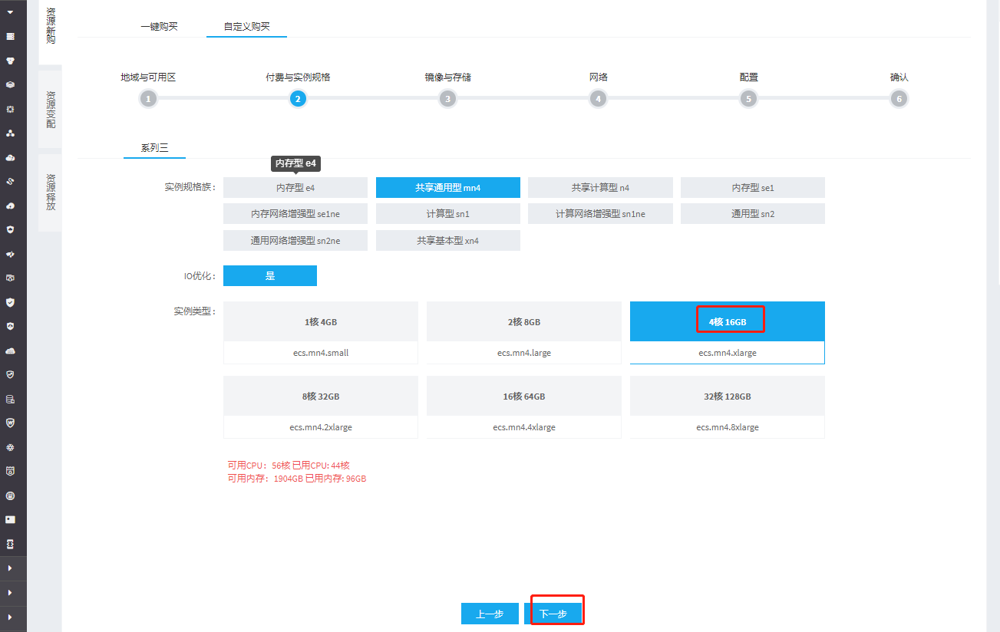 资源新购
资源变配
资源释放
一键购买 自定义购买
地域与可用区 付费与实例规格 镜像与存储 网络 配置 确认
1 2 3 4 5 6
系列三
内存型 e4
实例规格族: 内存型 e4 共享通用型 mn4 共享计算型 n4 内存型 se1
内存网络增强型 se1ne 计算型 sn1 计算网络增强型 sn1ne 通用型 sn2
通用网络增强型 sn2ne 共享基本型 xn4
IO优化: 是
实例类型: 1核 4GB 2核 8GB 4核 16GB
ecs.mn4.small ecs.mn4.large ecs.mn4.xlarge
8核 32GB 16核 64GB 32核 128GB
ecs.mn4.2xlarge ecs.mn4.4xlarge ecs.mn4.8xlarge
可用CPU：56核 已用CPU: 44核
可用内存：1904GB 已用内存: 96GB
上一步 下一步